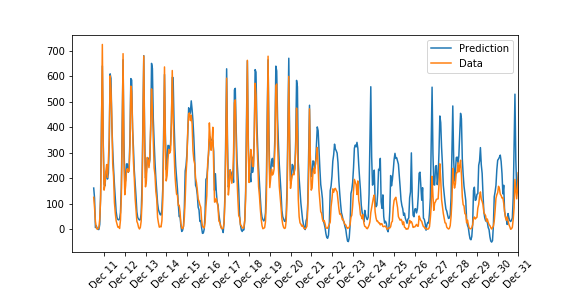 700
600
500
400
300
200
100
0
Prediction
Data
Dec 11
Dec 12
Dec 13
Dec 14
Dec 15
Dec 16
Dec 17
Dec 18
Dec 19
Dec 20
Dec 21
Dec 22
Dec 23
Dec 24
Dec 25
Dec 26
Dec 27
Dec 28
Dec 29
Dec 30
Dec 31